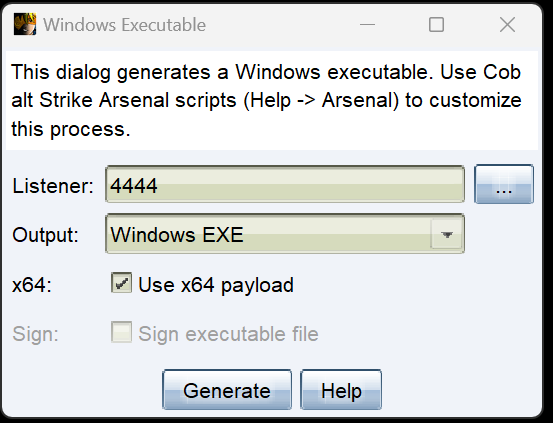 Windows Executable
This dialog generates a Windows executable. Use Cob
alt Strike Arsenal scripts (Help -> Arsenal) to customize
this process.
Listener: 4444 ...
Output: Windows EXE
x64: Use x64 payload
Sign: Sign executable file
Generate Help